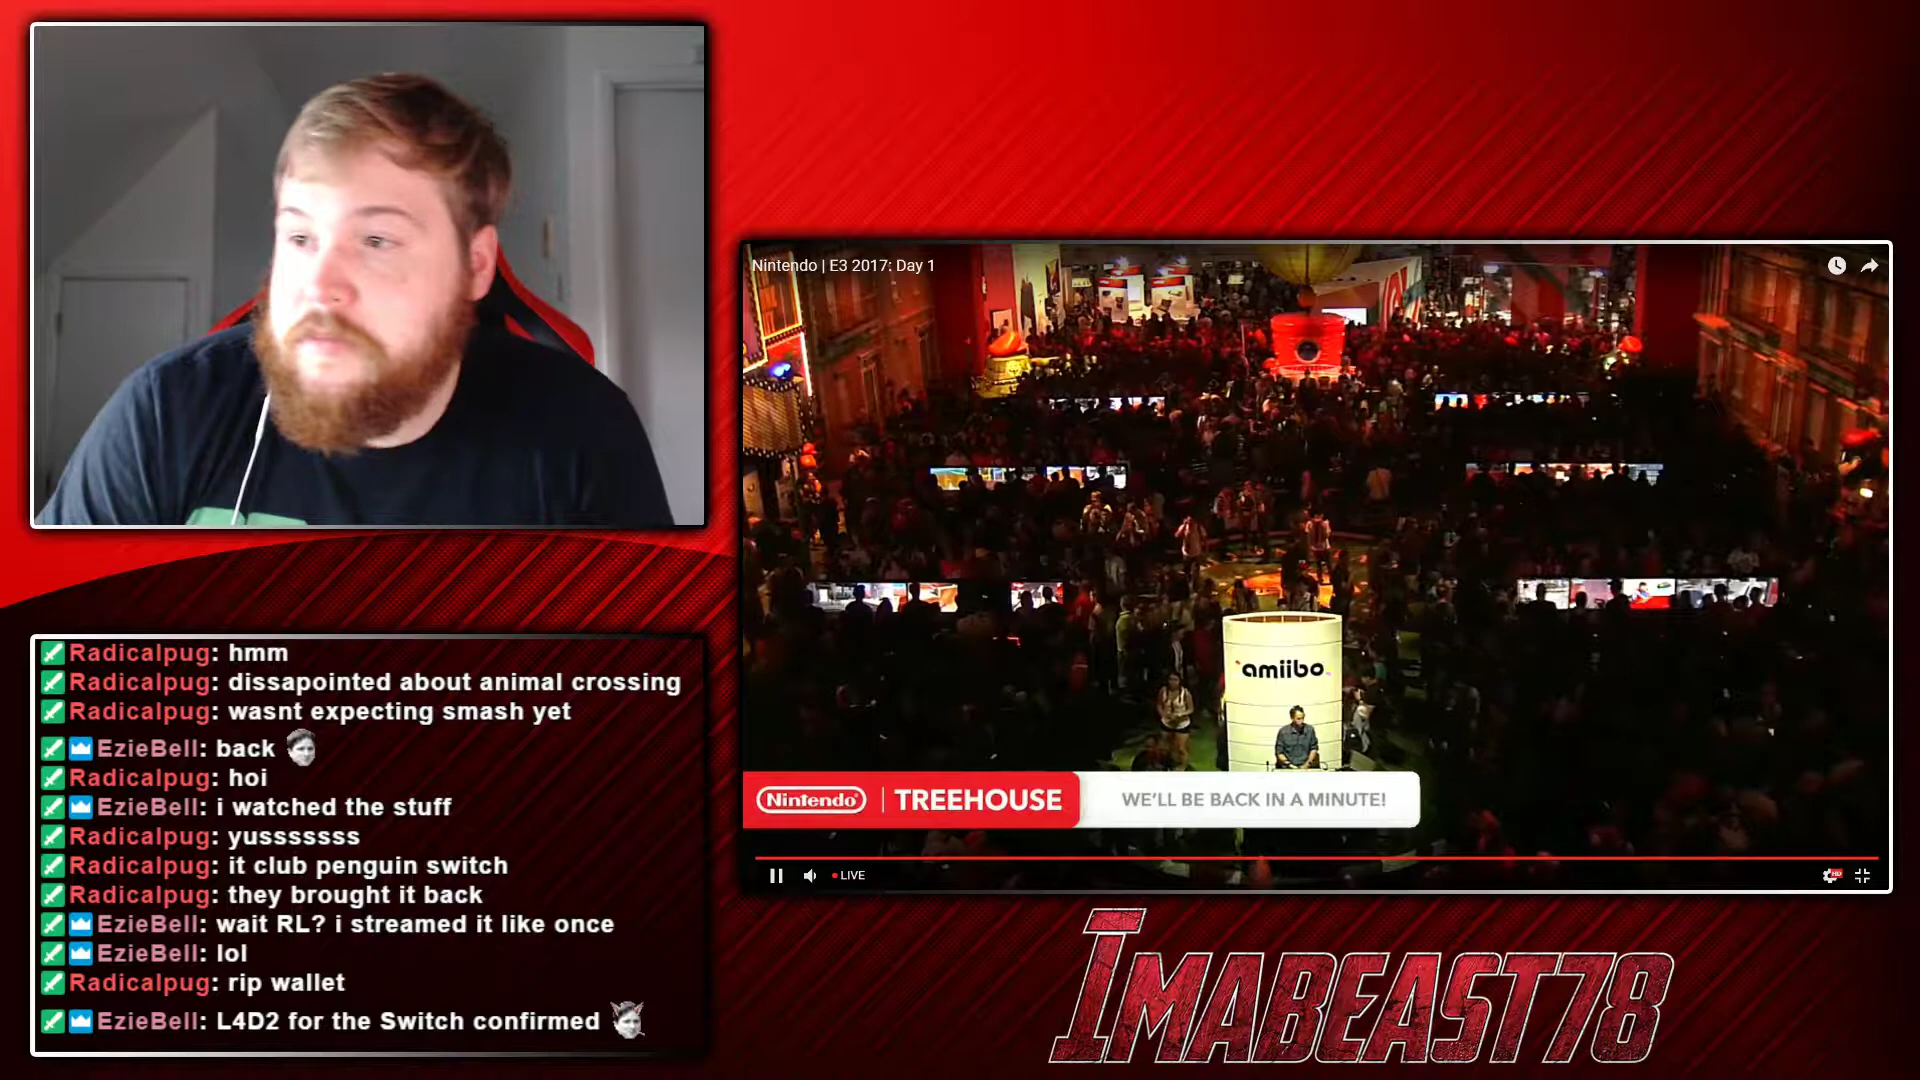 Radicalpug: hmm
Radicalpug: dissapointed about animal crossing
Radicalpug: wasnt expecting smash yet
EzieBell: back
Radicalpug: hoi
EzieBell: i watched the stuff
Radicalpug: yusssssss
Radicalpug: it club penguin switch
Radicalpug: they brought it back
EzieBell: wait RL? i streamed it like once
EzieBell: lol
Radicalpug: rip wallet
EzieBell: L4D2 for the Switch confirmed
Nintendo | E3 2017: Day 1
amiibo
Nintendo | TREEHOUSE WE'LL BE BACK IN A MINUTE!
LIVE
HD
IMABEAST78